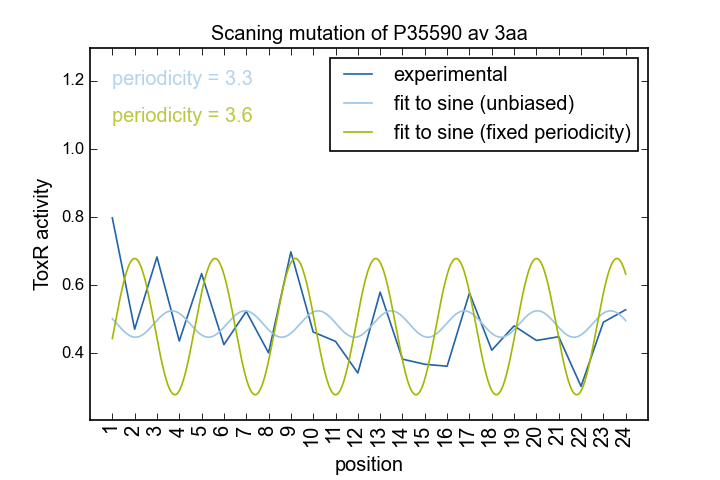 Scaning mutation of P35590 av 3aa
periodicity = 3.3
periodicity = 3.6
experimental
fit to sine (unbiased)
fit to sine (fixed periodicity)
ToxR activity
1.2
1.0
0.8
0.6
0.4
1 2 3 4 5 6 7 8 9 10 11 12 13 14 15 16 17 18 19 20 21 22 23 24
position